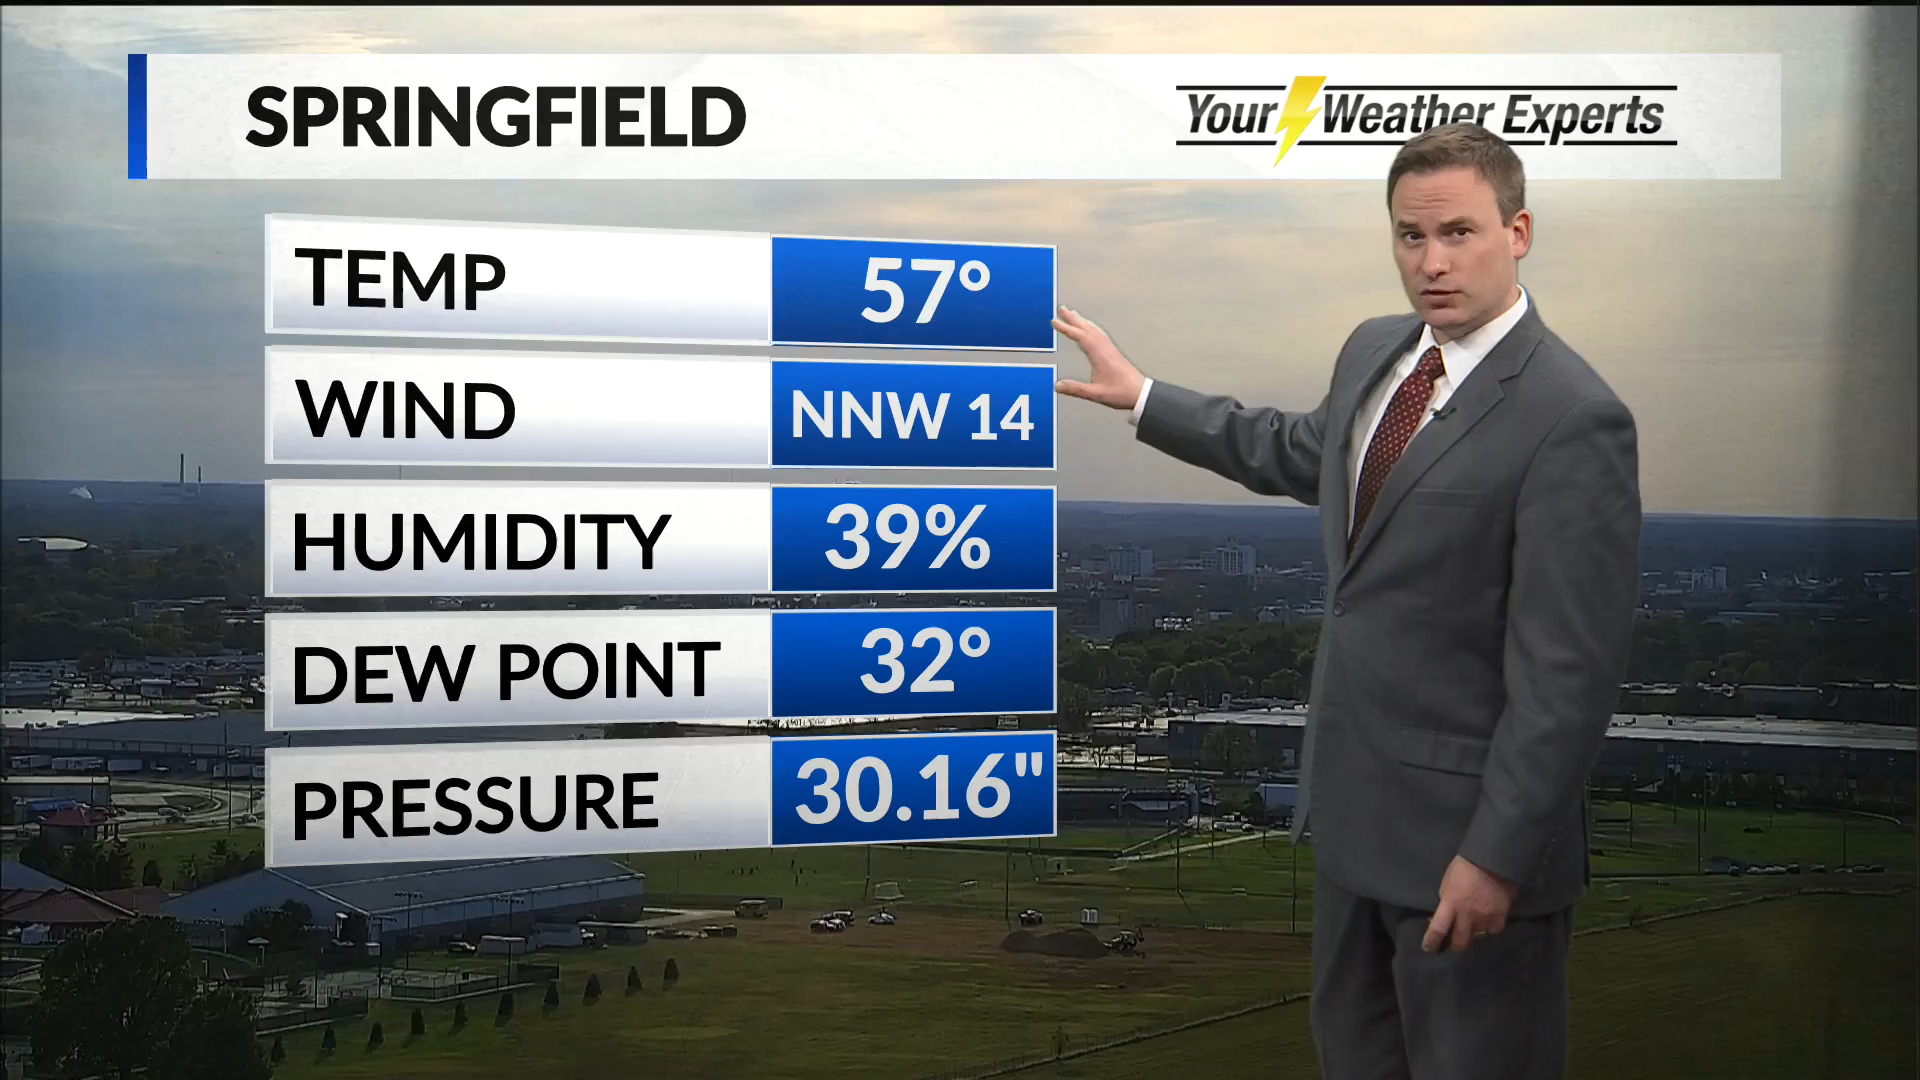 SPRINGFIELD
Your Weather Experts
TEMP 57°
WIND NNW 14
HUMIDITY 39%
DEW POINT 32°
PRESSURE 30.16"